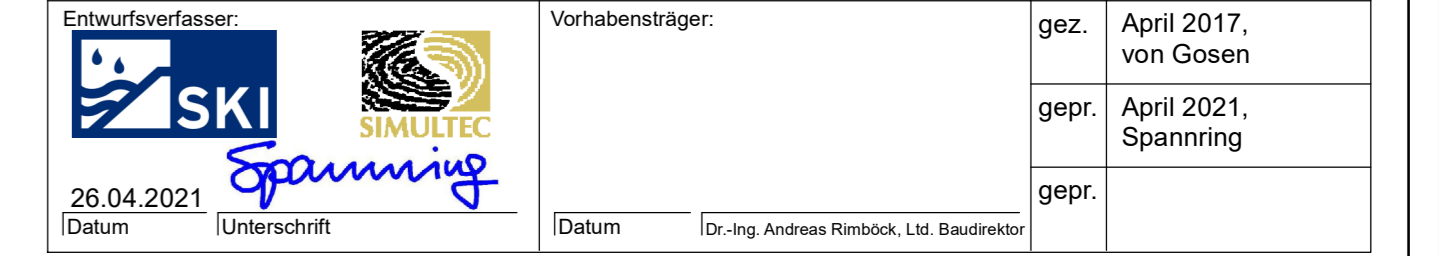 Entwurfsverfasser:
SKI
SIMULTEC
Spannring
26.04.2021
Datum
Unterschrift
Vorhabensträger:
Datum
Dr.-Ing. Andreas Rimböck, Ltd. Baudirektor
gez.
April 2017,
von Gosen
gepr.
April 2021,
Spannring
gepr.